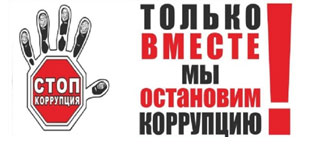 СТОП
КОРРУПЦИЯ
ТОЛЬКО
ВМЕСТЕ
МЫ
ОСТАНОВИМ
КОРРУПЦИЮ!